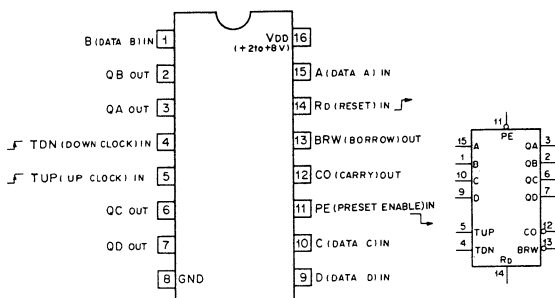 B (DATA B) IN 1
QB OUT 2
QA OUT 3
TDN (DOWN CLOCK) IN 4
TUP (UP CLOCK) IN 5
QC OUT 6
QD OUT 7
8 GND
VDD 16
(+2 to +8 V)
15 A (DATA A) IN
14 RD (RESET) IN
13 BRW (BORROW) OUT
12 CO (CARRY) OUT
11 PE (PRESET ENABLE) IN
10 C (DATA C) IN
9 D (DATA D) IN
11
PE
15 A QA 3
1 B QB 2
10 C QC 6
9 D QD 7
5 TUP CO 12
4 TDN BRW 13
RD
14